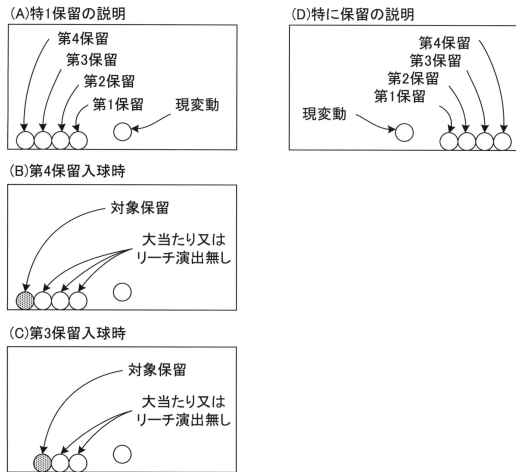 (A)特1保留の説明
第4保留
第3保留
第2保留
第1保留
現変動
(B)第4保留入球時
対象保留
大当たり又は
リーチ演出無し
(C)第3保留入球時
対象保留
大当たり又は
リーチ演出無し
(D)特に保留の説明
第4保留
第3保留
第2保留
第1保留
現変動